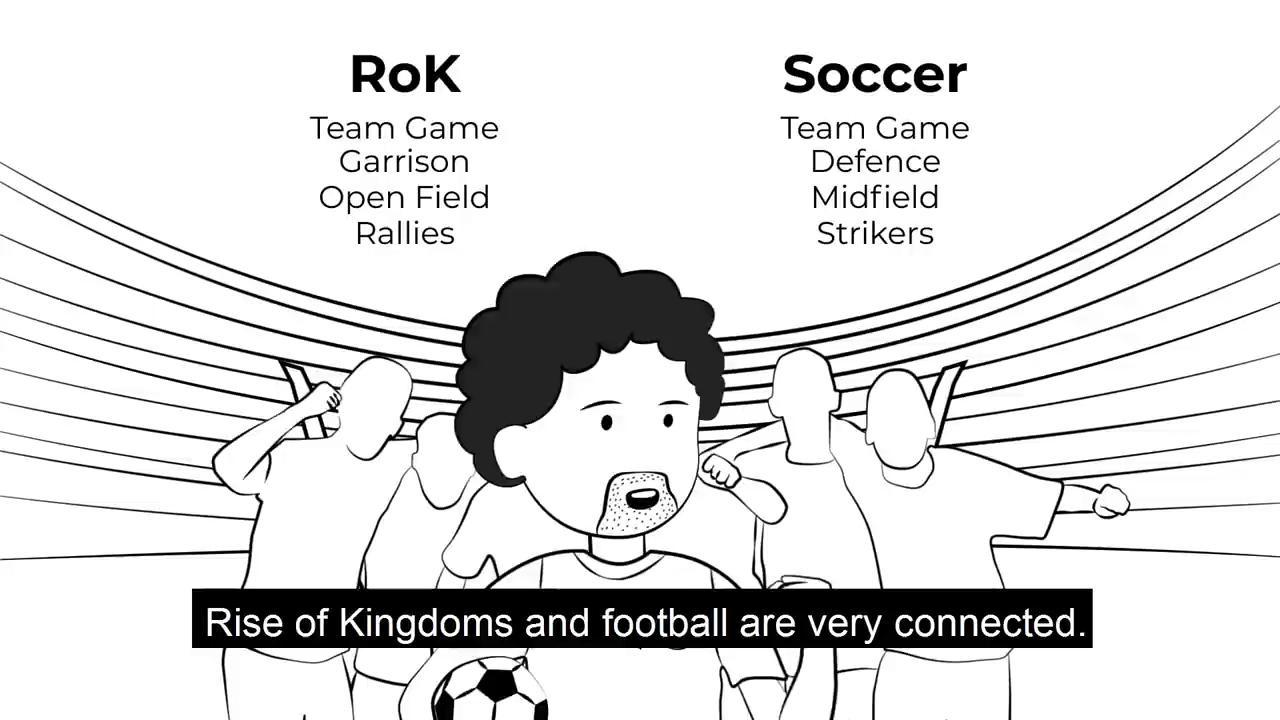 RoK
Team Game
Garrison
Open Field
Rallies
Soccer
Team Game
Defence
Midfield
Strikers
Rise of Kingdoms and football are very connected.